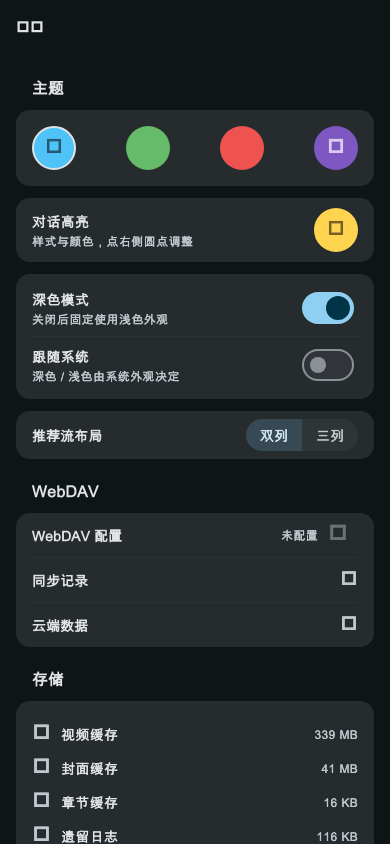 主题
对话高亮
样式与颜色，点右侧圆点调整
深色模式
关闭后固定使用浅色外观
跟随系统
深色 / 浅色由系统外观决定
推荐流布局
双列
三列
WebDAV
WebDAV 配置
未配置
同步记录
云端数据
存储
视频缓存
339 MB
封面缓存
41 MB
章节缓存
16 KB
遗留日志
116 KB